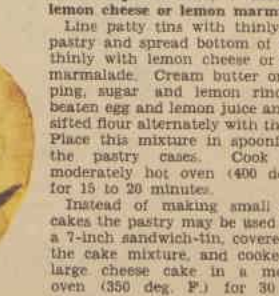 lemon cheese or lemon marm
Line patty tins with thinly
pastry and spread bottom of
thinly with lemon cheese or
marmalade. Cream butter or
ping, sugar and lemon rind
beaten egg and lemon juice an
sifted flour alternately with th
Place this mixture in spoonf
the pastry cases. Cook
moderately hot oven (400 de
for 15 to 20 minutes.
Instead of making small
cakes the pastry may be used
a 7-inch sandwich-tin, covere
the cake mixture, and cooke
large cheese cake in a mo
oven (350 deg. F.) for 30